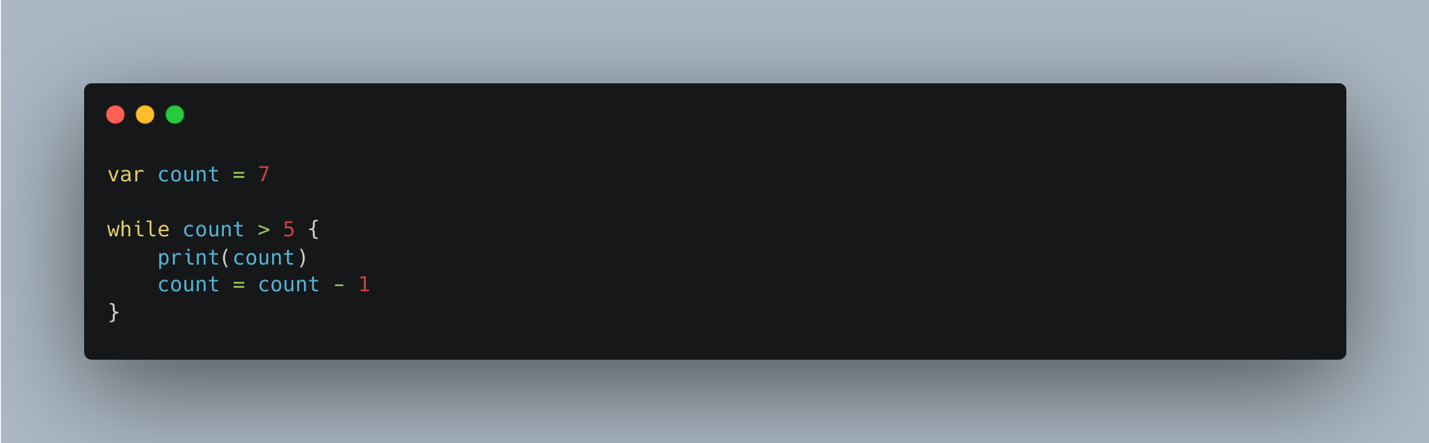 var count = 7

while count > 5 {
    print(count)
    count = count - 1
}